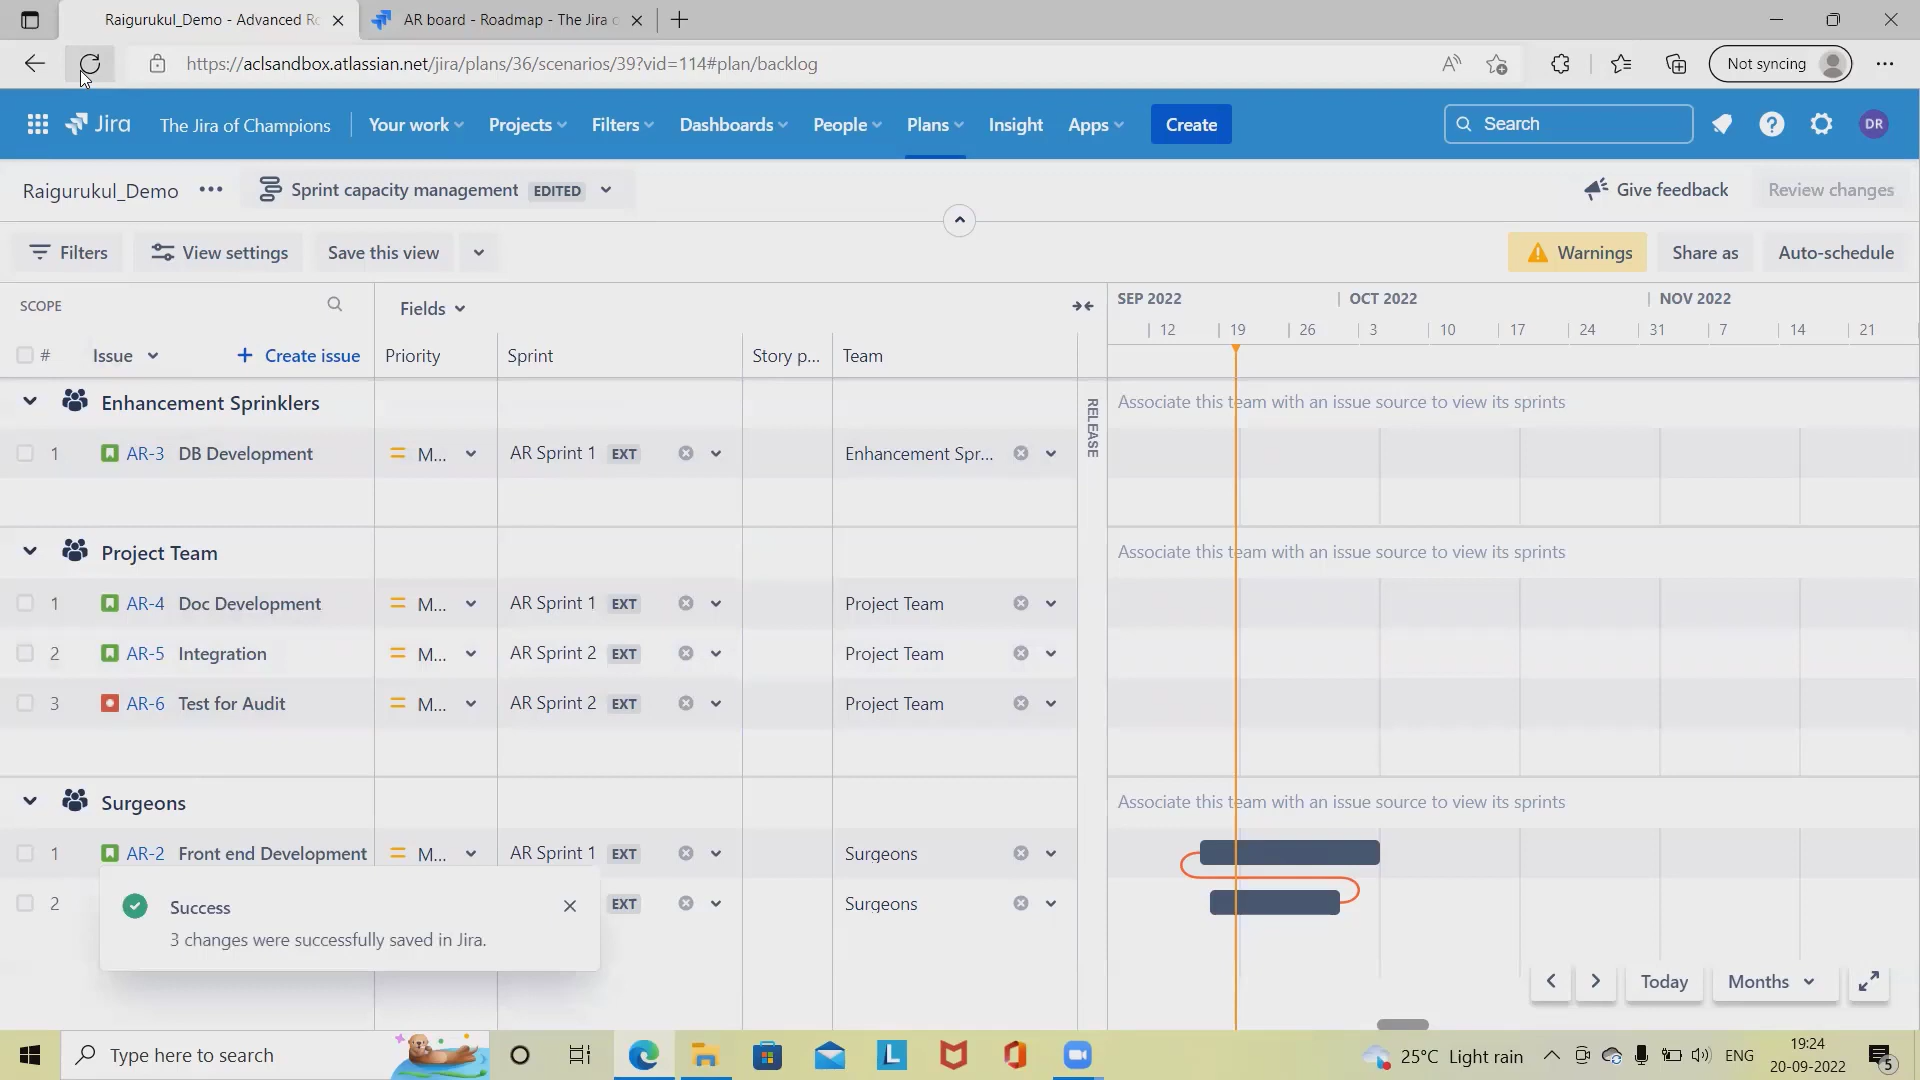 Raigurukul_Demo - Advanced Ro
AR board - Roadmap - The Jira o
https://aclsandbox.atlassian.net/jira/plans/36/scenarios/39?vid=114#plan/backlog
Not syncing
Jira
The Jira of Champions
Your work
Projects
Filters
Dashboards
People
Plans
Insight
Apps
Create
Search
DR
Raigurukul_Demo
Sprint capacity management EDITED
Give feedback
Review changes
Filters
View settings
Save this view
Warnings
Share as
Auto-schedule
SCOPE
Fields
SEP 2022
OCT 2022
NOV 2022
12 19 26 3 10 17 24 31 7 14 21
# Issue + Create issue Priority Sprint Story p... Team
RELEASE
Enhancement Sprinklers
Associate this team with an issue source to view its sprints
1 AR-3 DB Development M... AR Sprint 1 EXT Enhancement Spr...
Project Team
Associate this team with an issue source to view its sprints
1 AR-4 Doc Development M... AR Sprint 1 EXT Project Team
2 AR-5 Integration M... AR Sprint 2 EXT Project Team
3 AR-6 Test for Audit M... AR Sprint 2 EXT Project Team
Surgeons
Associate this team with an issue source to view its sprints
1 AR-2 Front end Development M... AR Sprint 1 EXT Surgeons
2 EXT Surgeons
Success
3 changes were successfully saved in Jira.
Today
Months
Type here to search
25°C Light rain
ENG
19:24
20-09-2022
5